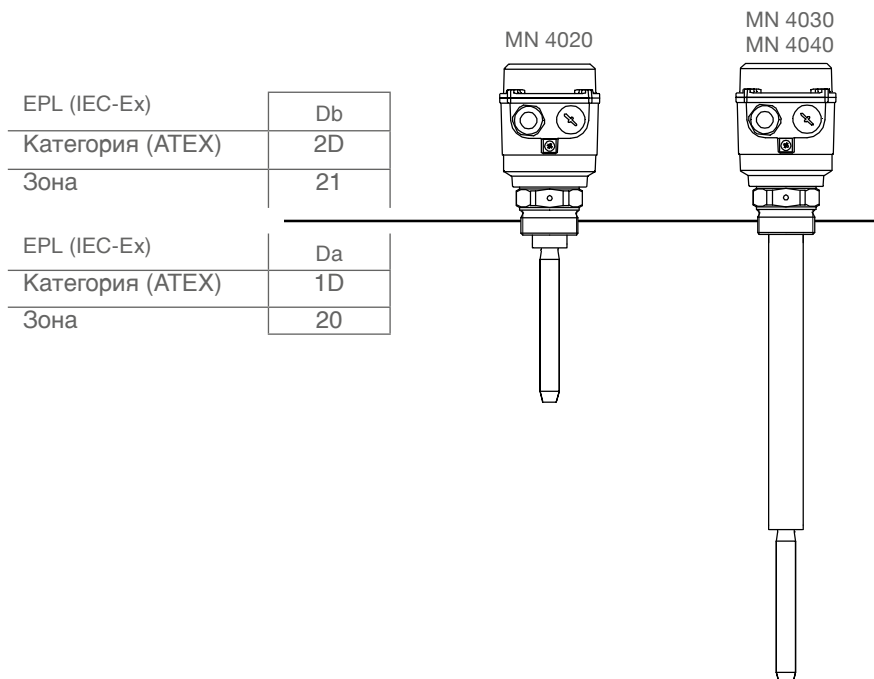 MN 4020
MN 4030
MN 4040
EPL (IEC-Ex) Db
Категория (ATEX) 2D
Зона 21
EPL (IEC-Ex) Da
Категория (ATEX) 1D
Зона 20